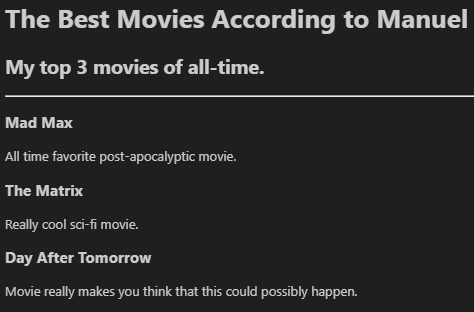 The Best Movies According to Manuel
My top 3 movies of all-time.
Mad Max
All time favorite post-apocalyptic movie.
The Matrix
Really cool sci-fi movie.
Day After Tomorrow
Movie really makes you think that this could possibly happen.